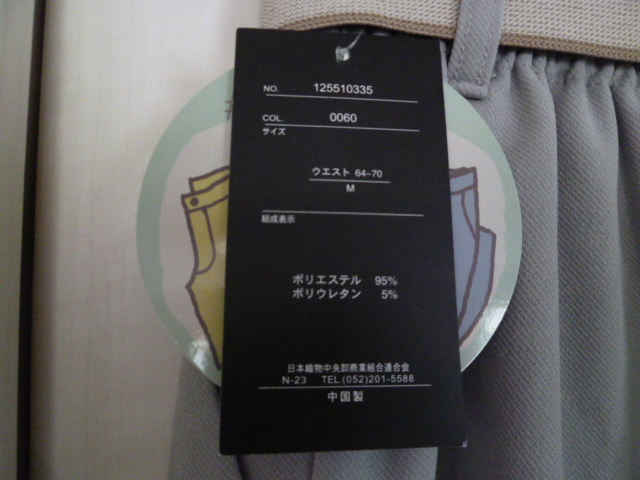 NO. 125510335
COL. 0060
サイズ
ウエスト 64~70
M
組成表示
ポリエステル 95%
ポリウレタン 5%
日本織物中央卸商業組合連合会
N-23 TEL.(052)201-5588
中国製